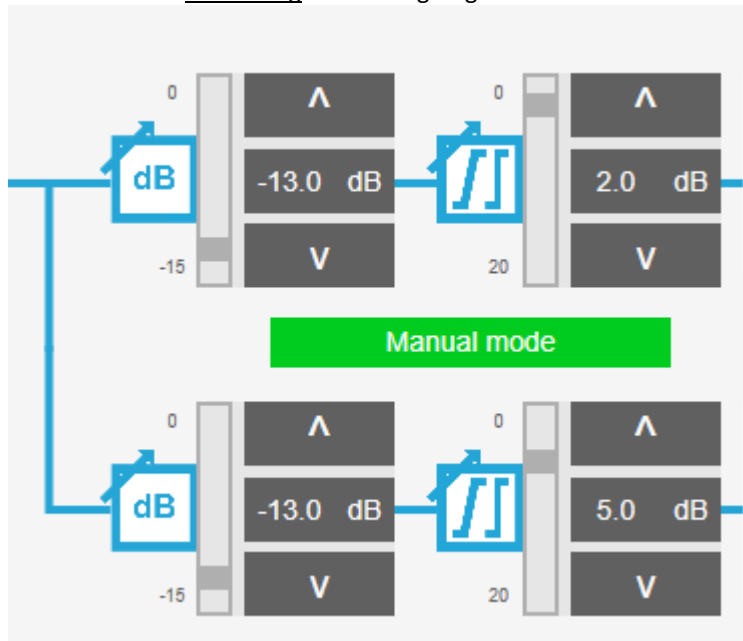 0 ʌ 0 ʌ
dB -13.0 dB 2.0 dB
-15 v 20 v
Manual mode
0 ʌ 0 ʌ
dB -13.0 dB 5.0 dB
-15 v 20 v